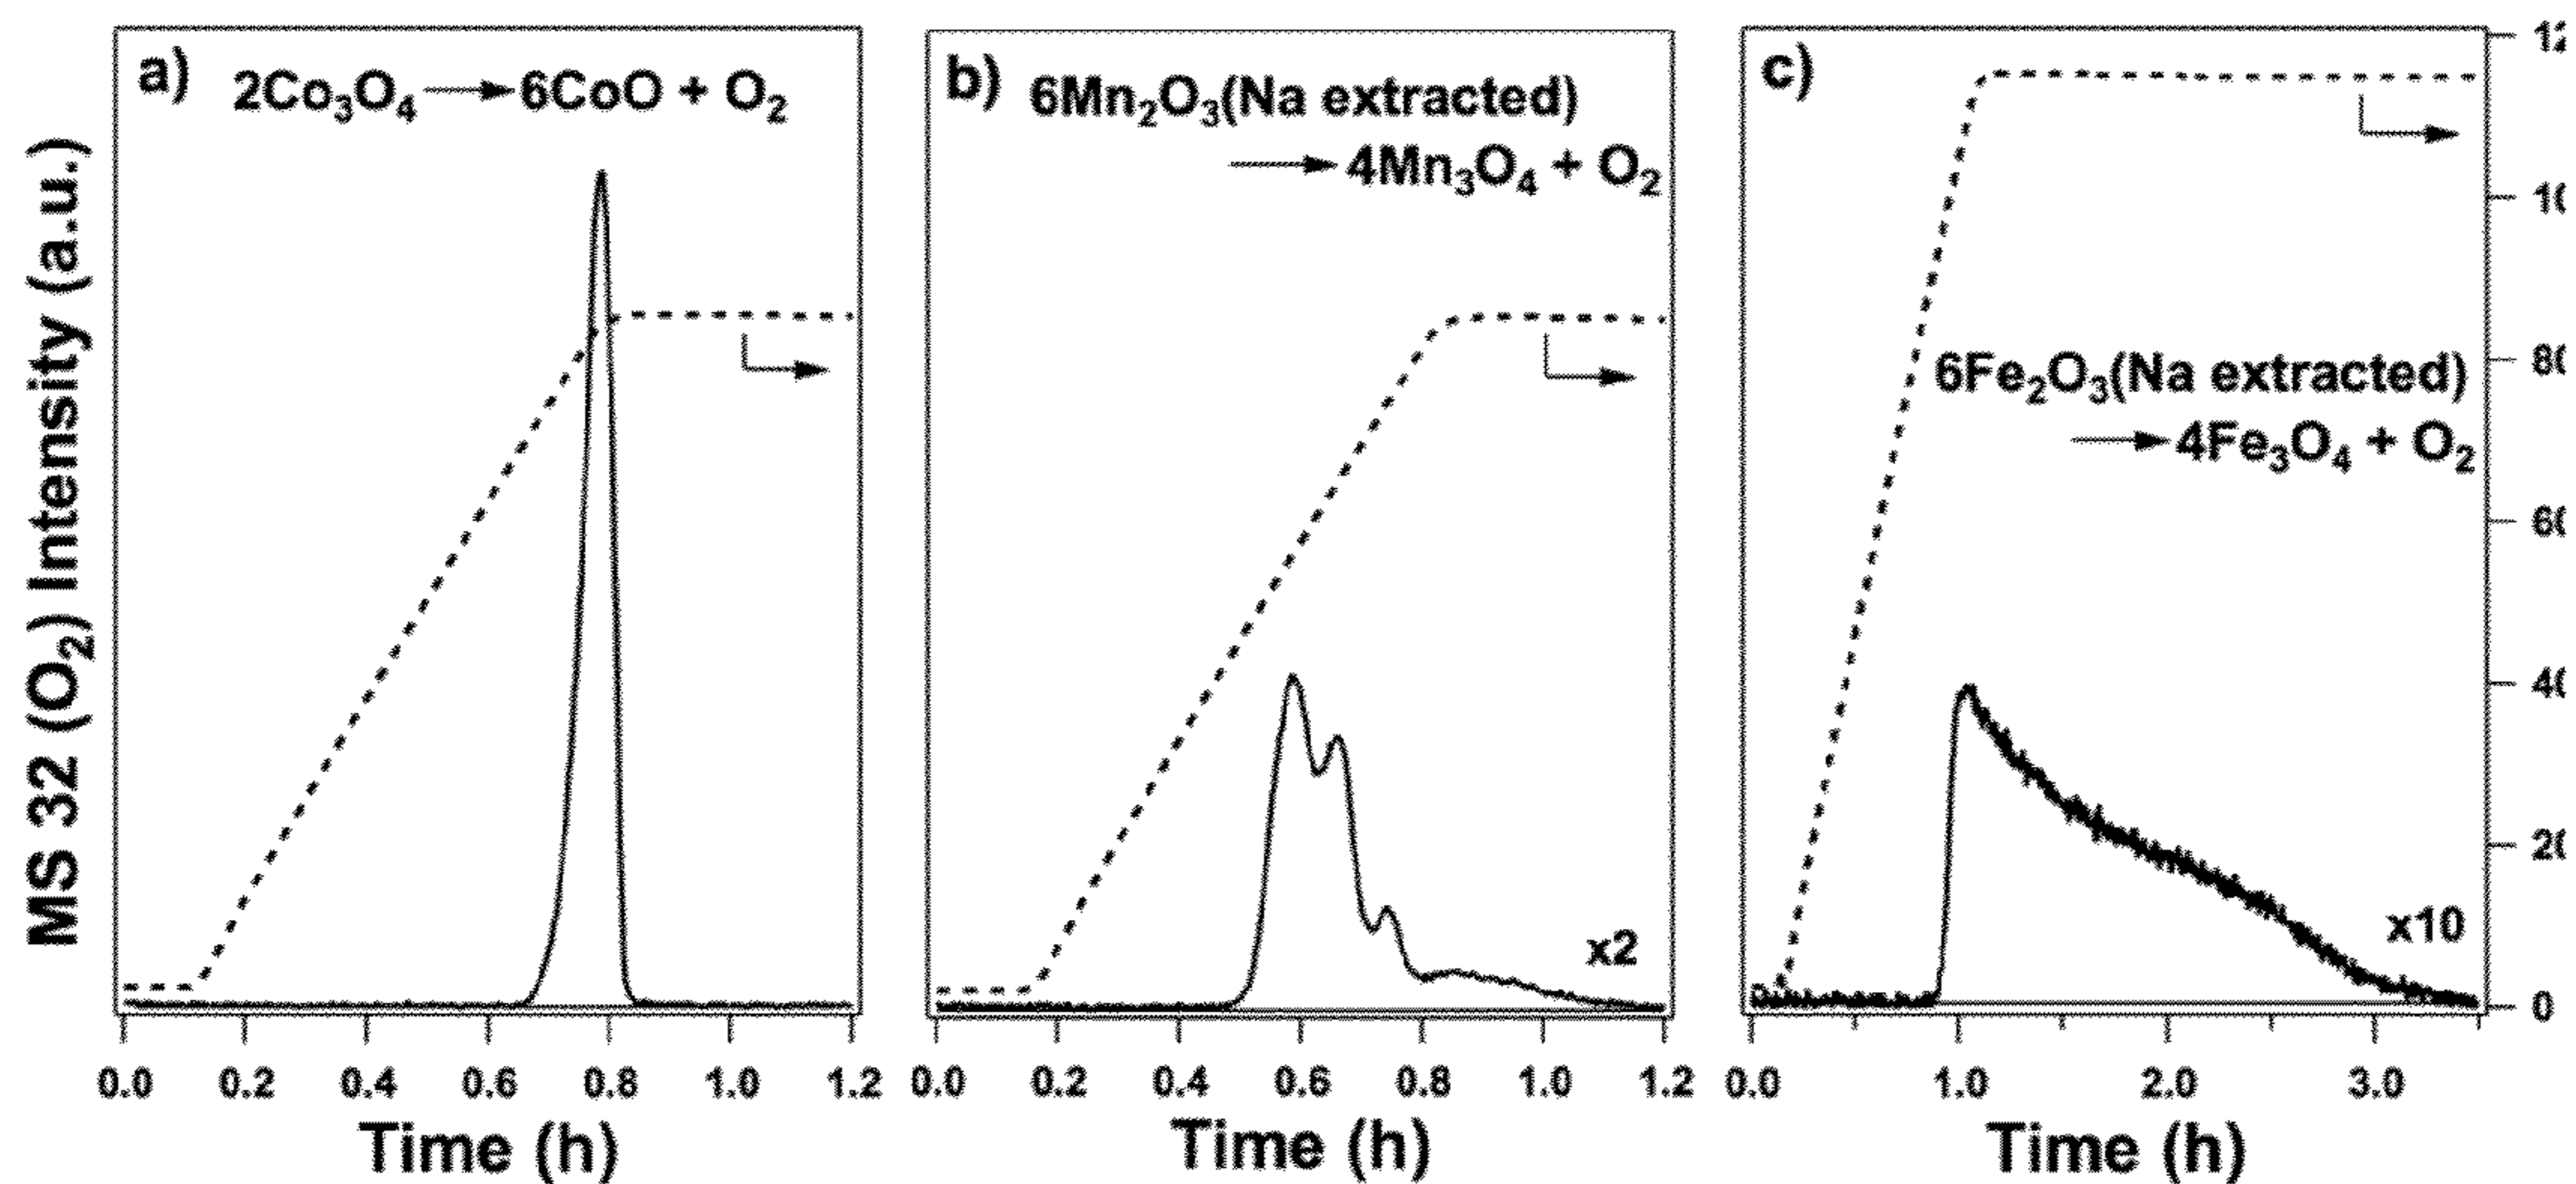 MS 32 (O₂) Intensity (a.u.)
a)
2Co₃O₄ → 6CoO + O₂
0.0 0.2 0.4 0.6 0.8 1.0 1.2
Time (h)
b)
6Mn₂O₃(Na extracted)
→ 4Mn₃O₄ + O₂
x2
0.0 0.2 0.4 0.6 0.8 1.0 1.2
Time (h)
c)
6Fe₂O₃(Na extracted)
→ 4Fe₃O₄ + O₂
x10
0.0 1.0 2.0 3.0
Time (h)
0